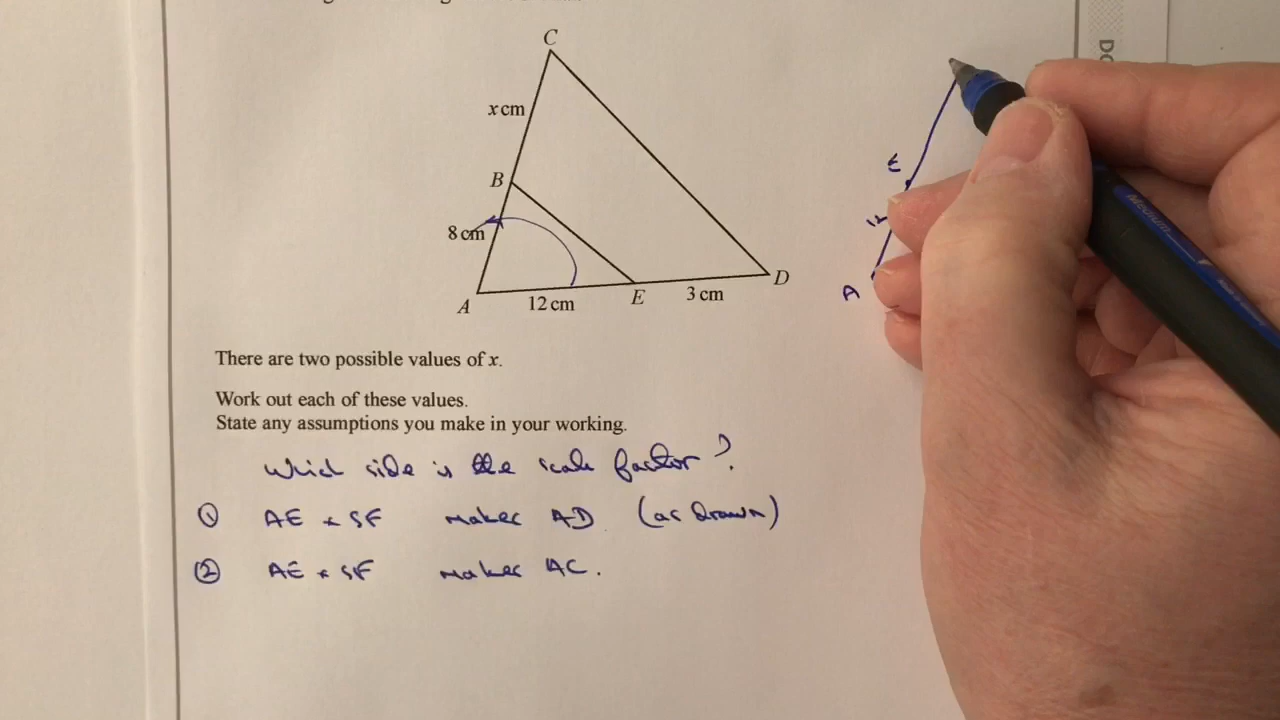 C
x cm
B
8 cm
A
12 cm
E
3 cm
D
E
12
A
There are two possible values of x.
Work out each of these values.
State any assumptions you make in your working.
Which side is the scale factor?
① AE × SF makes AD (as drawn)
② AE × SF makes AC.
Medium